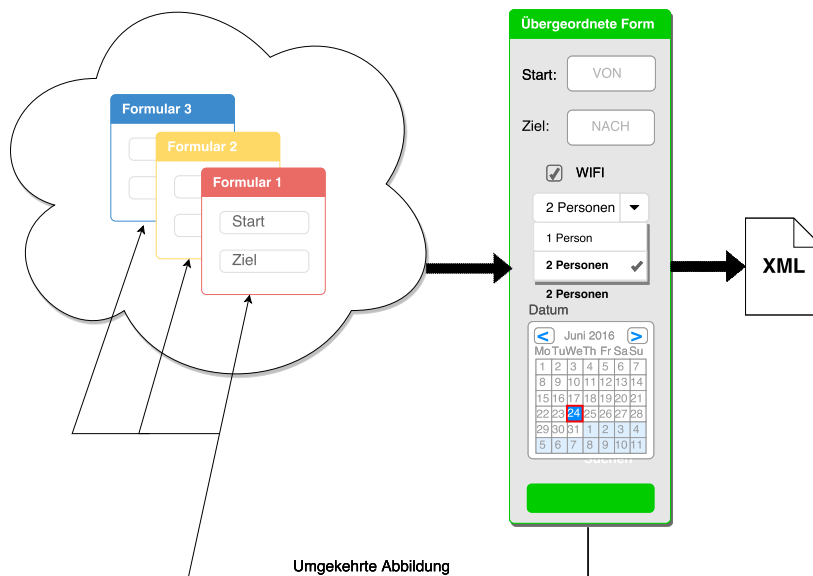 Formular 3
Formular 2
Formular 1
Start
Ziel
Übergeordnete Form
Start:
VON
Ziel:
NACH
WIFI
2 Personen
1 Person
2 Personen
2 Personen
Datum
< Juni 2016 >
Mo Tu We Th Fr Sa Su
1 2 3 4 5 6 7
8 9 10 11 12 13 14
15 16 17 18 19 20 21
22 23 24 25 26 27 28
29 30 31 1 2 3 4
5 6 7 8 9 10 11
Suchen
XML
Umgekehrte Abbildung